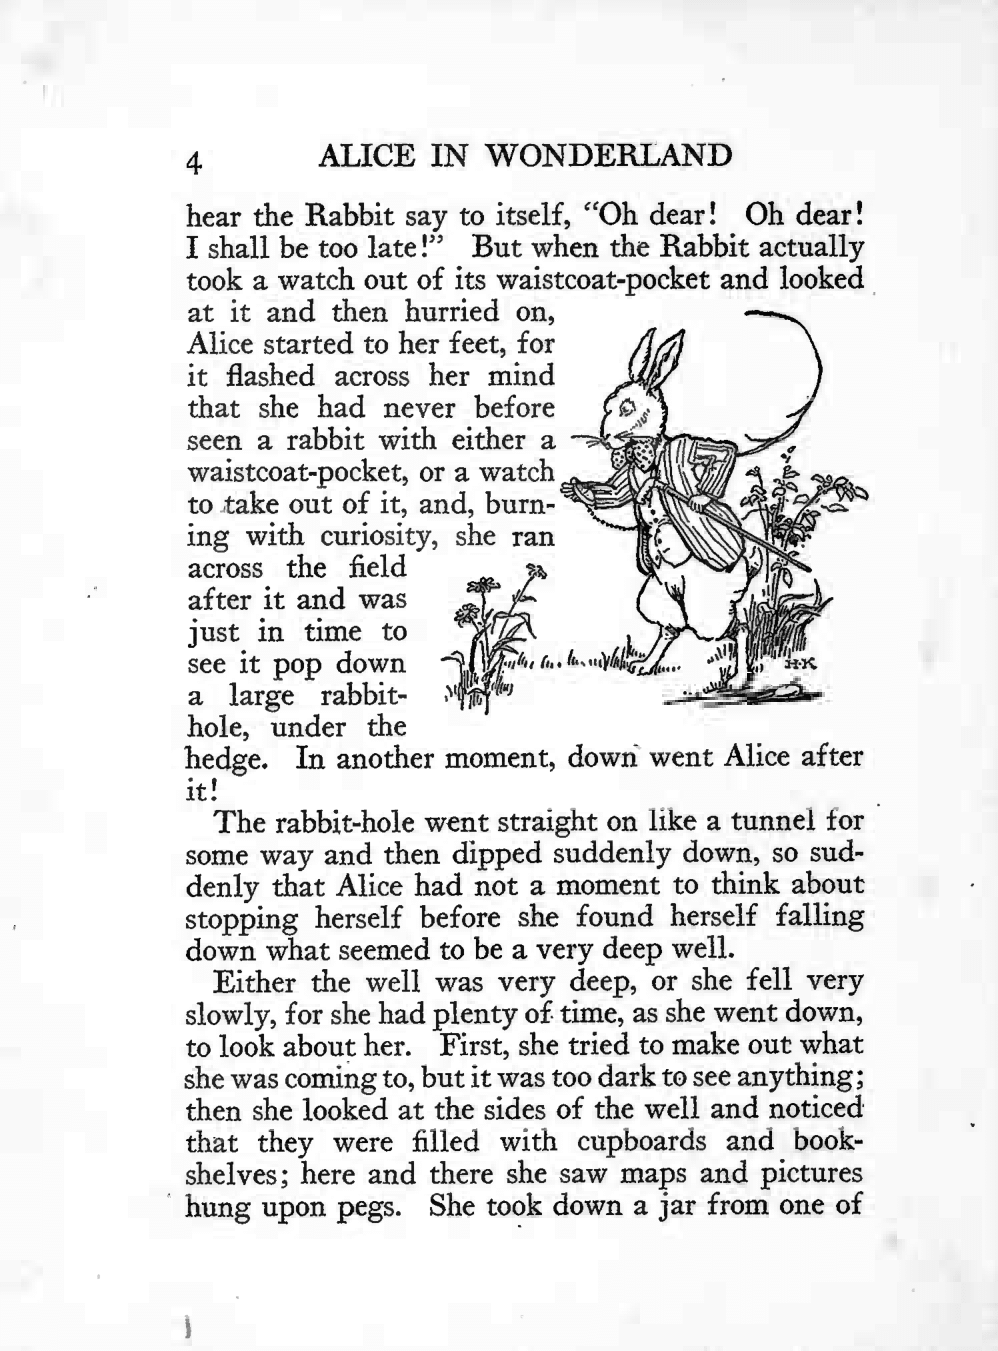 4 ALICE IN WONDERLAND
hear the Rabbit say to itself, “Oh dear! Oh dear!
I shall be too late!” But when the Rabbit actually
took a watch out of its waistcoat-pocket and looked
at it and then hurried on,
Alice started to her feet, for
it flashed across her mind
that she had never before
seen a rabbit with either a
waistcoat-pocket, or a watch
to take out of it, and, burn-
ing with curiosity, she ran
across the field
after it and was
just in time to
see it pop down
a large rabbit-
hole, under the
H·K
hedge. In another moment, down went Alice after
it!
The rabbit-hole went straight on like a tunnel for
some way and then dipped suddenly down, so sud-
denly that Alice had not a moment to think about
stopping herself before she found herself falling
down what seemed to be a very deep well.
Either the well was very deep, or she fell very
slowly, for she had plenty of time, as she went down,
to look about her. First, she tried to make out what
she was coming to, but it was too dark to see anything;
then she looked at the sides of the well and noticed
that they were filled with cupboards and book-
shelves; here and there she saw maps and pictures
hung upon pegs. She took down a jar from one of